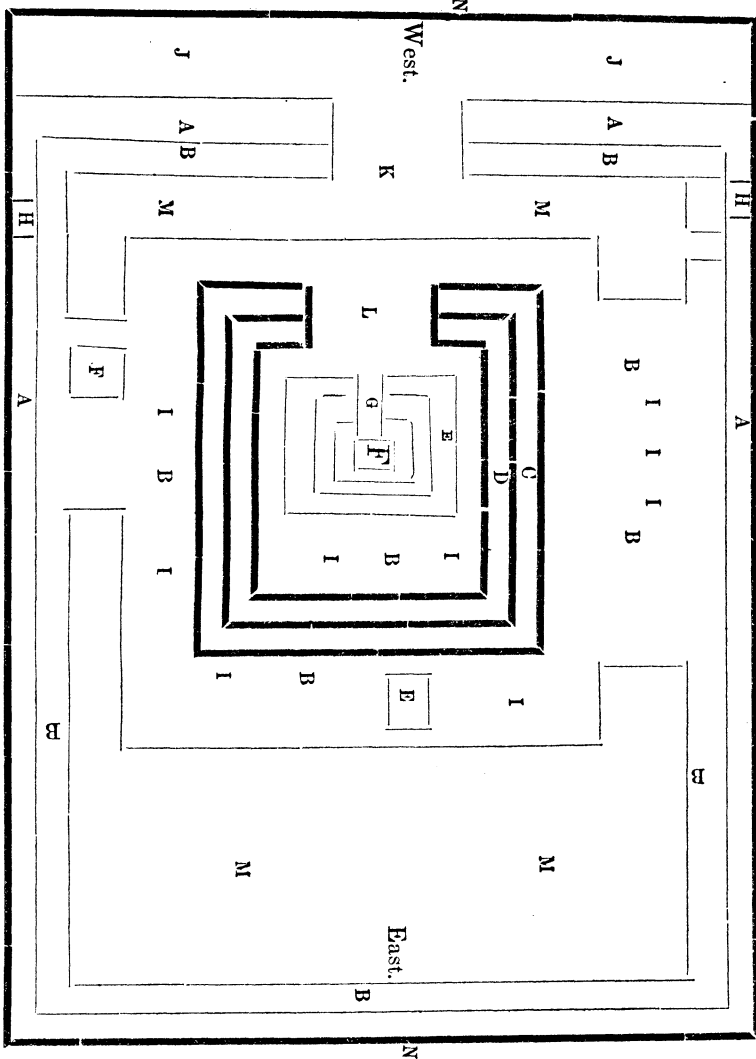 N
West.
J J
A A
B B
K
H M M H
L
F B
A I G I A
E
F I
I B D C I
B
I I B I
I B E I
B B
M M
East.
B
N